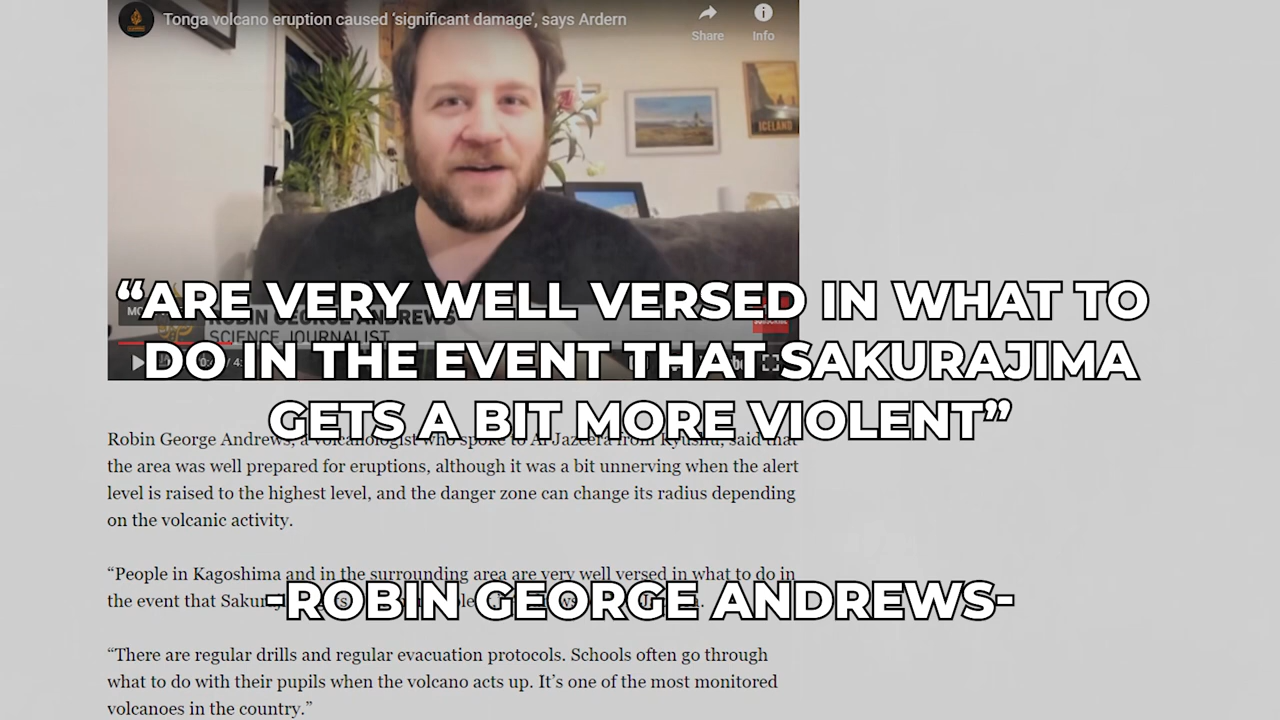 Tonga volcano eruption caused ‘significant damage’, says Ardern
Share
Info
ICELAND
“ARE VERY WELL VERSED IN WHAT TO
DO IN THE EVENT THAT SAKURAJIMA
GETS A BIT MORE VIOLENT”
ROBIN GEORGE ANDREWS
SCIENCE JOURNALIST
Robin George Andrews, a volcanologist who spoke to Al Jazeera from Kyushu, said that
the area was well prepared for eruptions, although it was a bit unnerving when the alert
level is raised to the highest level, and the danger zone can change its radius depending
on the volcanic activity.
“People in Kagoshima and in the surrounding area are very well versed in what to do in
the event that
-ROBIN GEORGE ANDREWS-
“There are regular drills and regular evacuation protocols. Schools often go through
what to do with their pupils when the volcano acts up. It’s one of the most monitored
volcanoes in the country.”